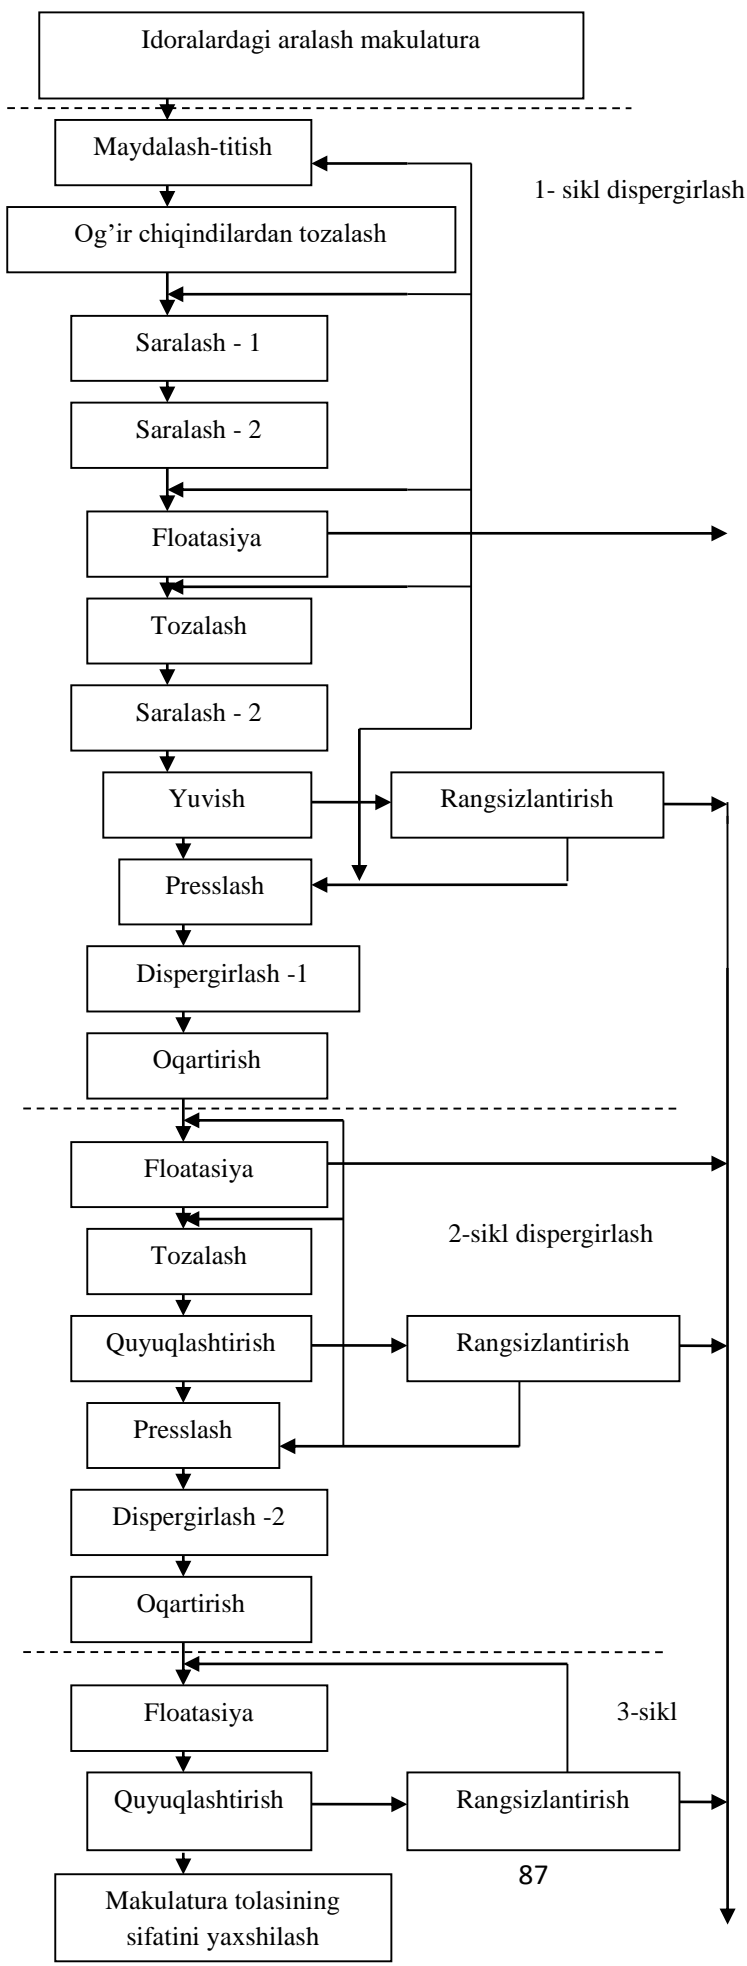 Idoralardagi aralash makulatura
Maydalash-titish
1- sikl dispergirlash
Og’ir chiqindilardan tozalash
Saralash - 1
Saralash - 2
Floatasiya
Tozalash
Saralash - 2
Yuvish
Rangsizlantirish
Presslash
Dispergirlash -1
Oqartirish
Floatasiya
2-sikl dispergirlash
Tozalash
Quyuqlashtirish
Rangsizlantirish
Presslash
Dispergirlash -2
Oqartirish
Floatasiya
3-sikl
Quyuqlashtirish
Rangsizlantirish
87
Makulatura tolasining
sifatini yaxshilash